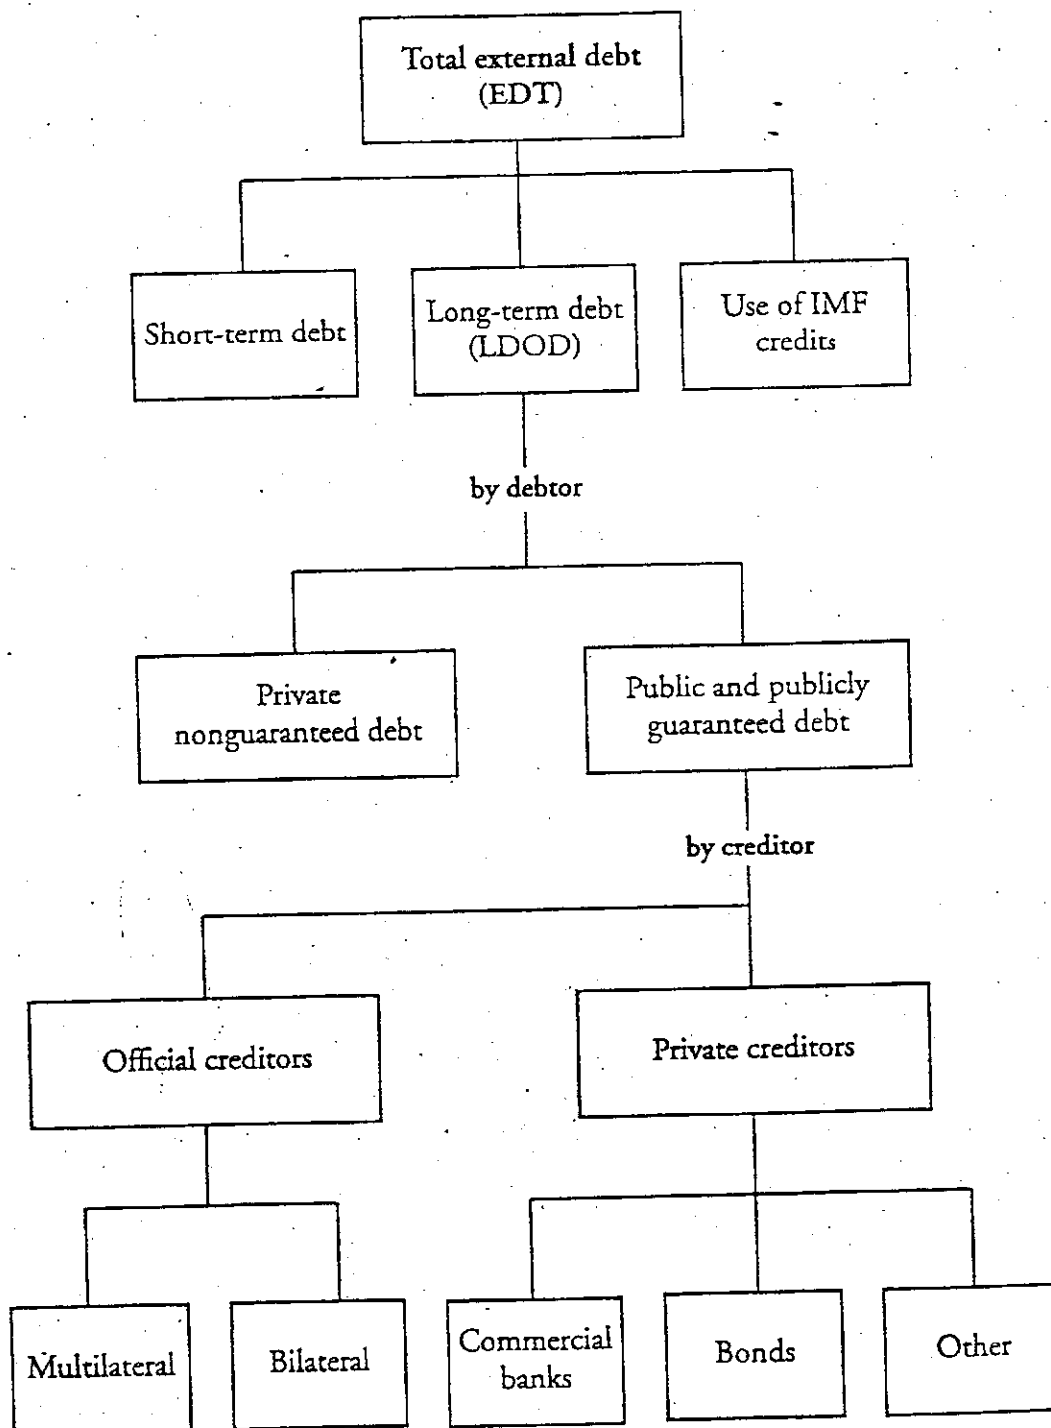 Total external debt
(EDT)
Short-term debt
Long-term debt
(LDOD)
Use of IMF
credits
by debtor
Private
nonguaranteed debt
Public and publicly
guaranteed debt
by creditor
Official creditors
Private creditors
Multilateral
Bilateral
Commercial
banks
Bonds
Other